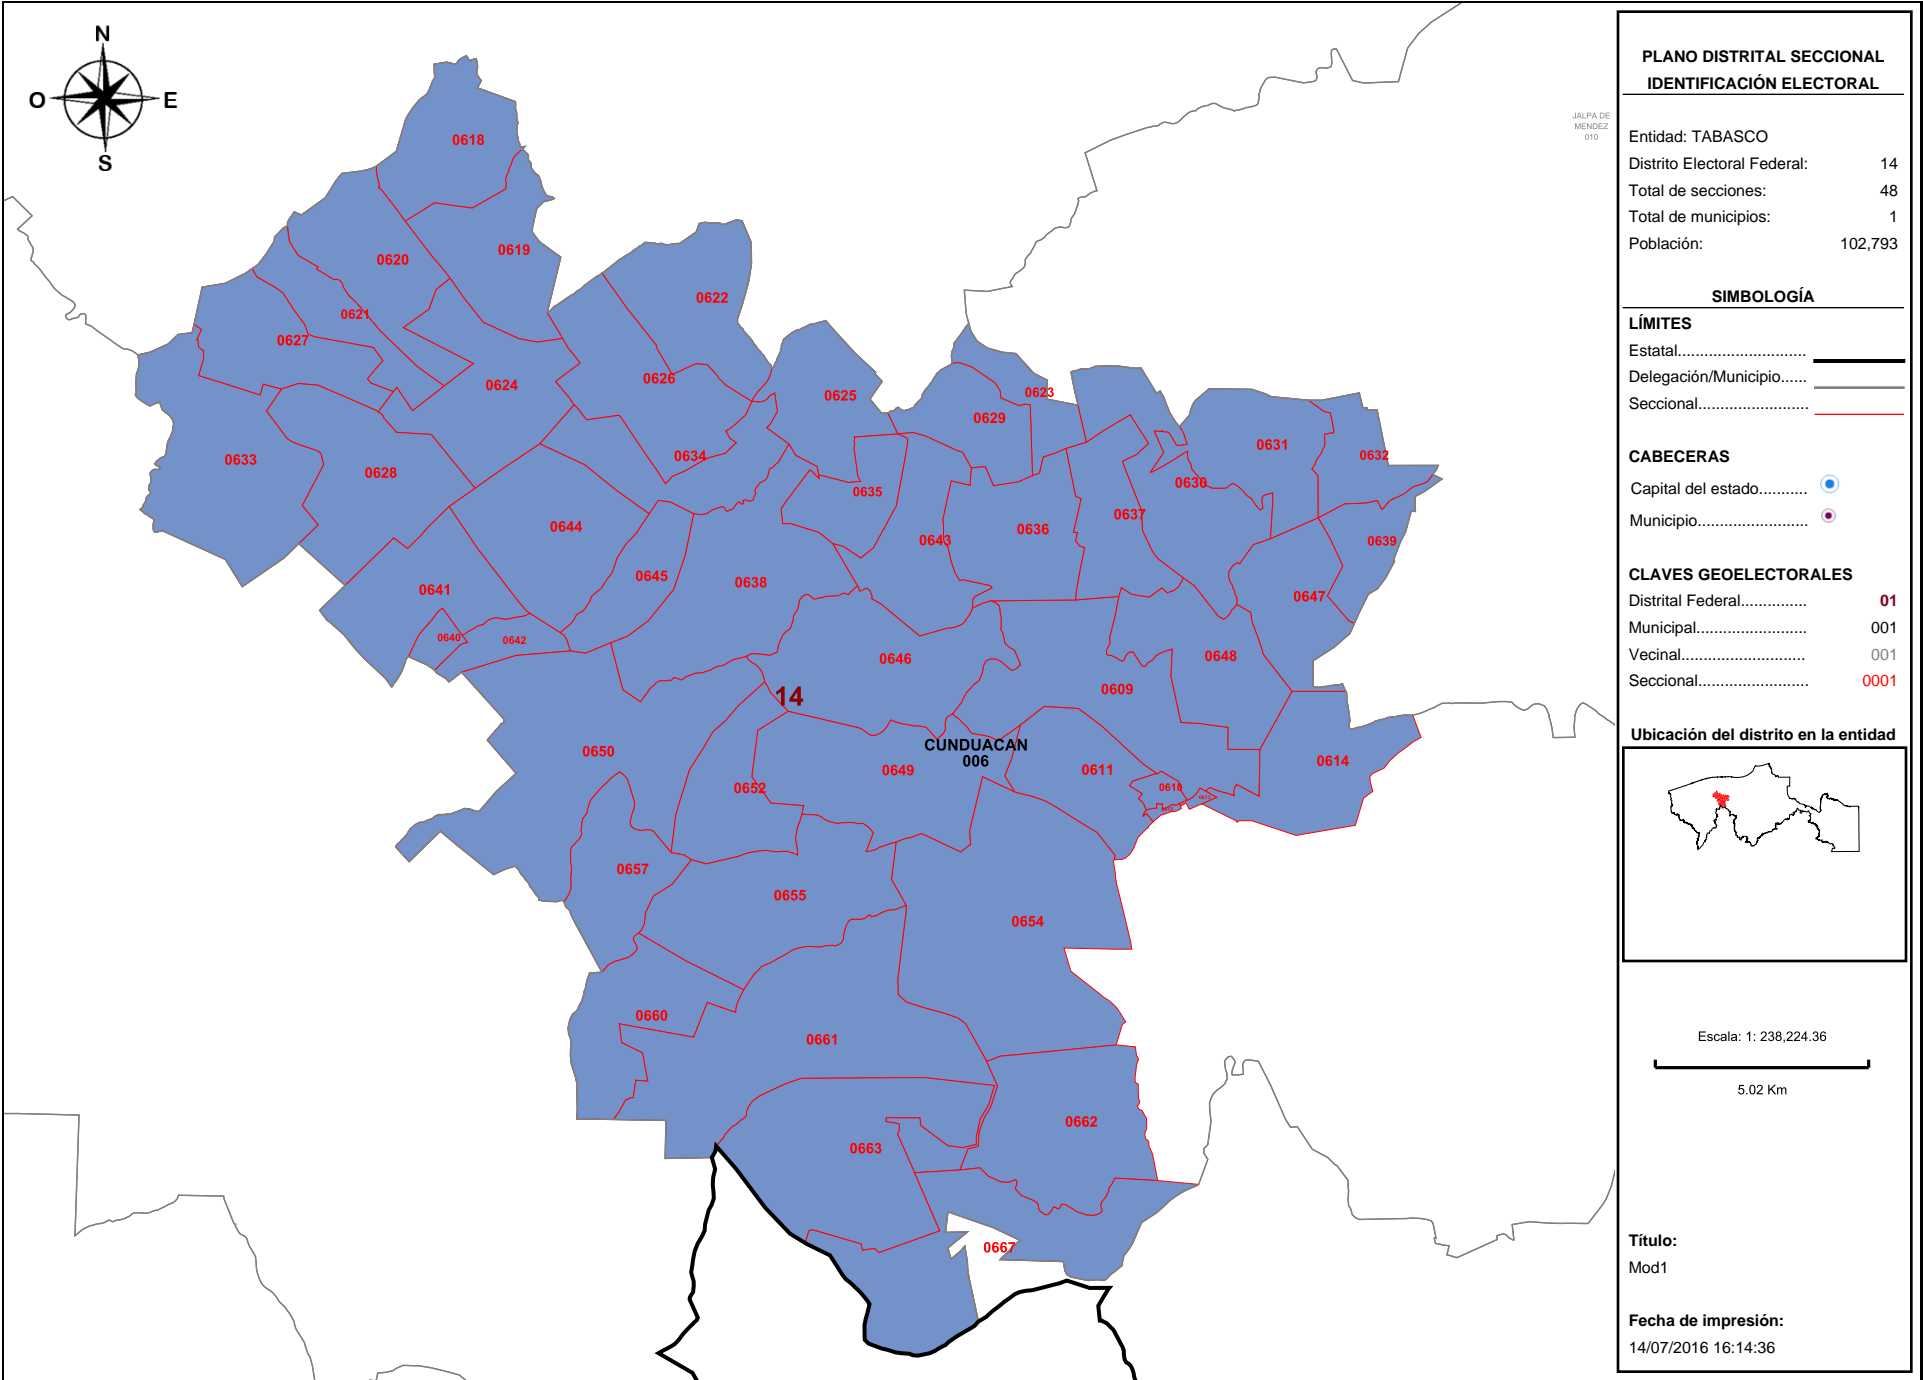 N
O
E
S
JALPA DE
MENDEZ
010
0618
0619
0620
0622
0621
0627
0626
0624
0625
0623
0629
0631
0632
0634
0633
0628
0630
0635
0637
0644
0643
0636
0639
0645
0638
0641
0647
0640
0642
0646
0648
0609
14
0650
CUNDUACAN
006
0649
0611
0614
0652
0610
0657
0655
0654
0660
0661
0662
0663
0667
PLANO DISTRITAL SECCIONAL
IDENTIFICACIÓN ELECTORAL
Entidad: TABASCO
Distrito Electoral Federal: 14
Total de secciones: 48
Total de municipios: 1
Población: 102,793
SIMBOLOGÍA
LÍMITES
Estatal.............................
Delegación/Municipio......
Seccional.........................
CABECERAS
Capital del estado...........
Municipio.........................
CLAVES GEOELECTORALES
Distrital Federal............... 01
Municipal......................... 001
Vecinal............................ 001
Seccional......................... 0001
Ubicación del distrito en la entidad
Escala: 1: 238,224.36
5.02 Km
Título:
Mod1
Fecha de impresión:
14/07/2016 16:14:36